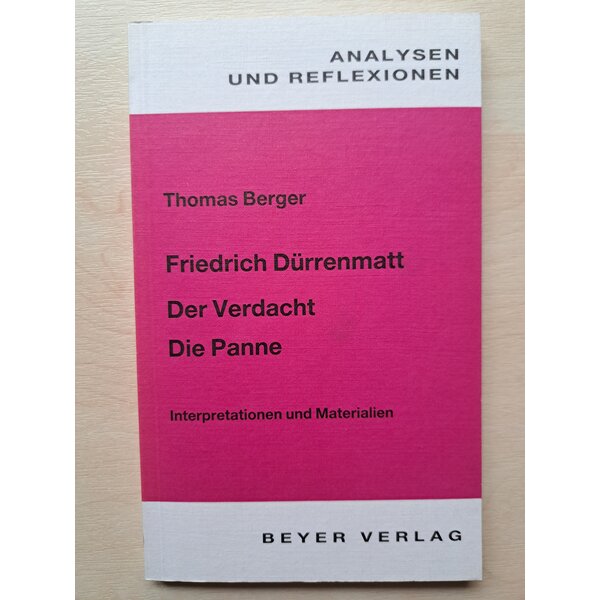 ANALYSEN
UND REFLEXIONEN
Thomas Berger
Friedrich Dürrenmatt
Der Verdacht
Die Panne
Interpretationen und Materialien
BEYER VERLAG